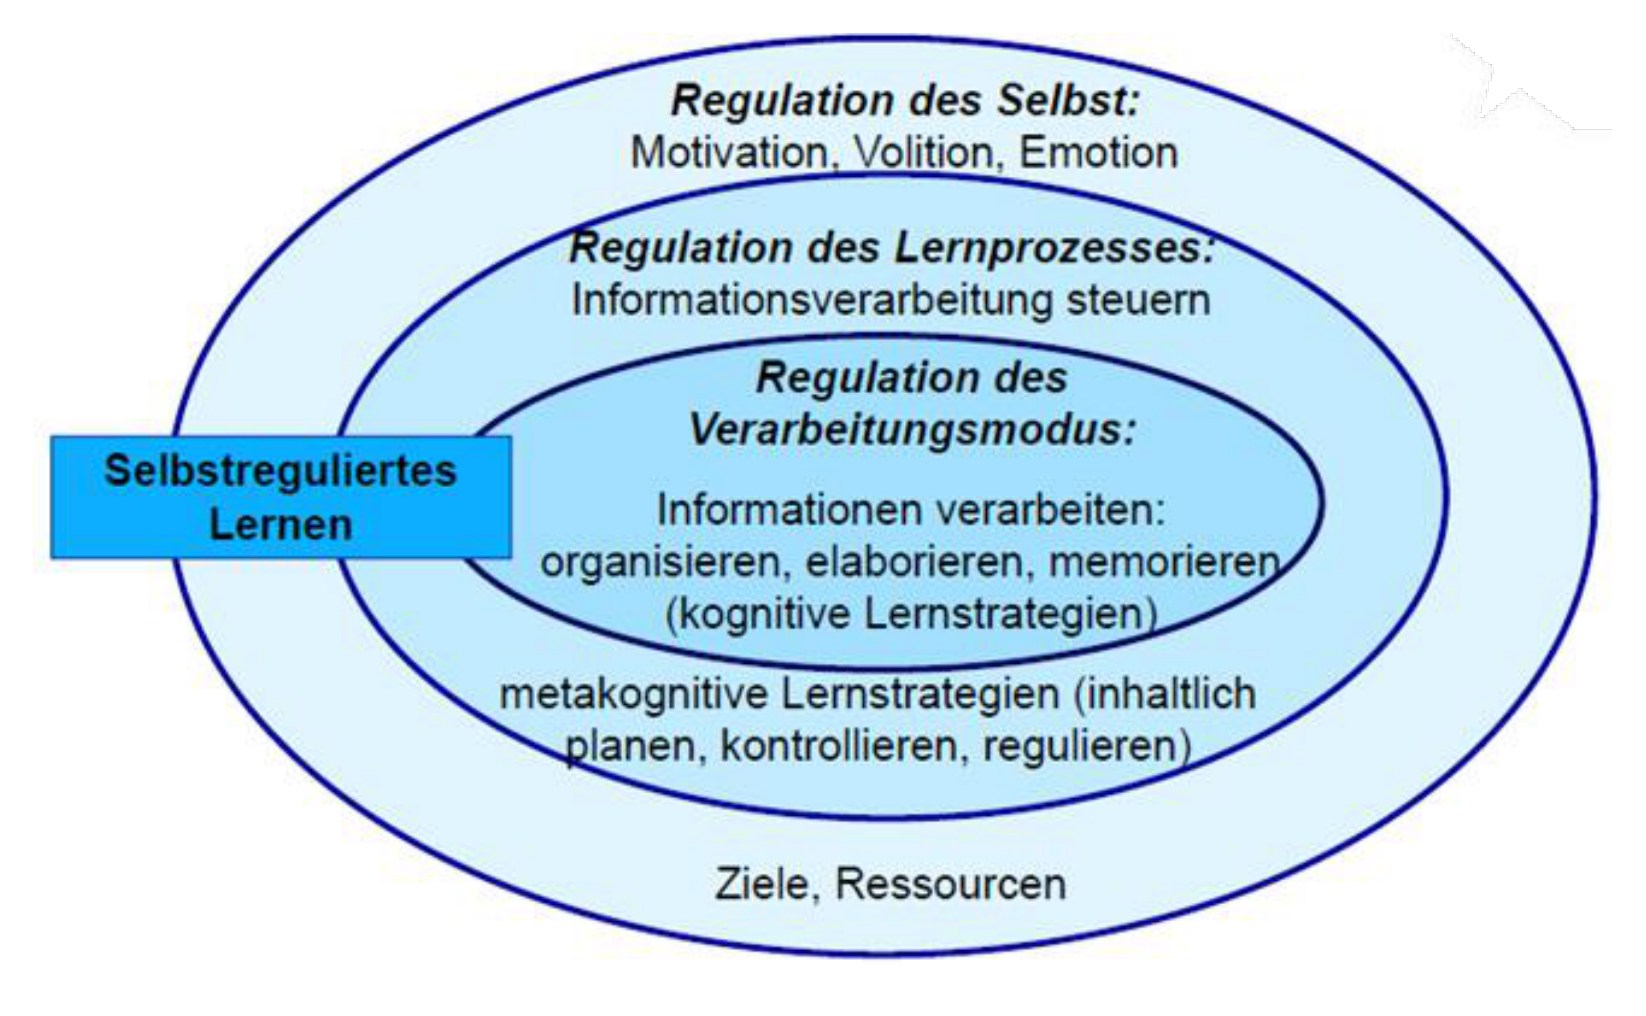 Regulation des Selbst:
Motivation, Volition, Emotion
Regulation des Lernprozesses:
Informationsverarbeitung steuern
Regulation des
Verarbeitungsmodus:
Selbstreguliertes
Lernen
Informationen verarbeiten:
organisieren, elaborieren, memorieren
(kognitive Lernstrategien)
metakognitive Lernstrategien (inhaltlich
planen, kontrollieren, regulieren)
Ziele, Ressourcen